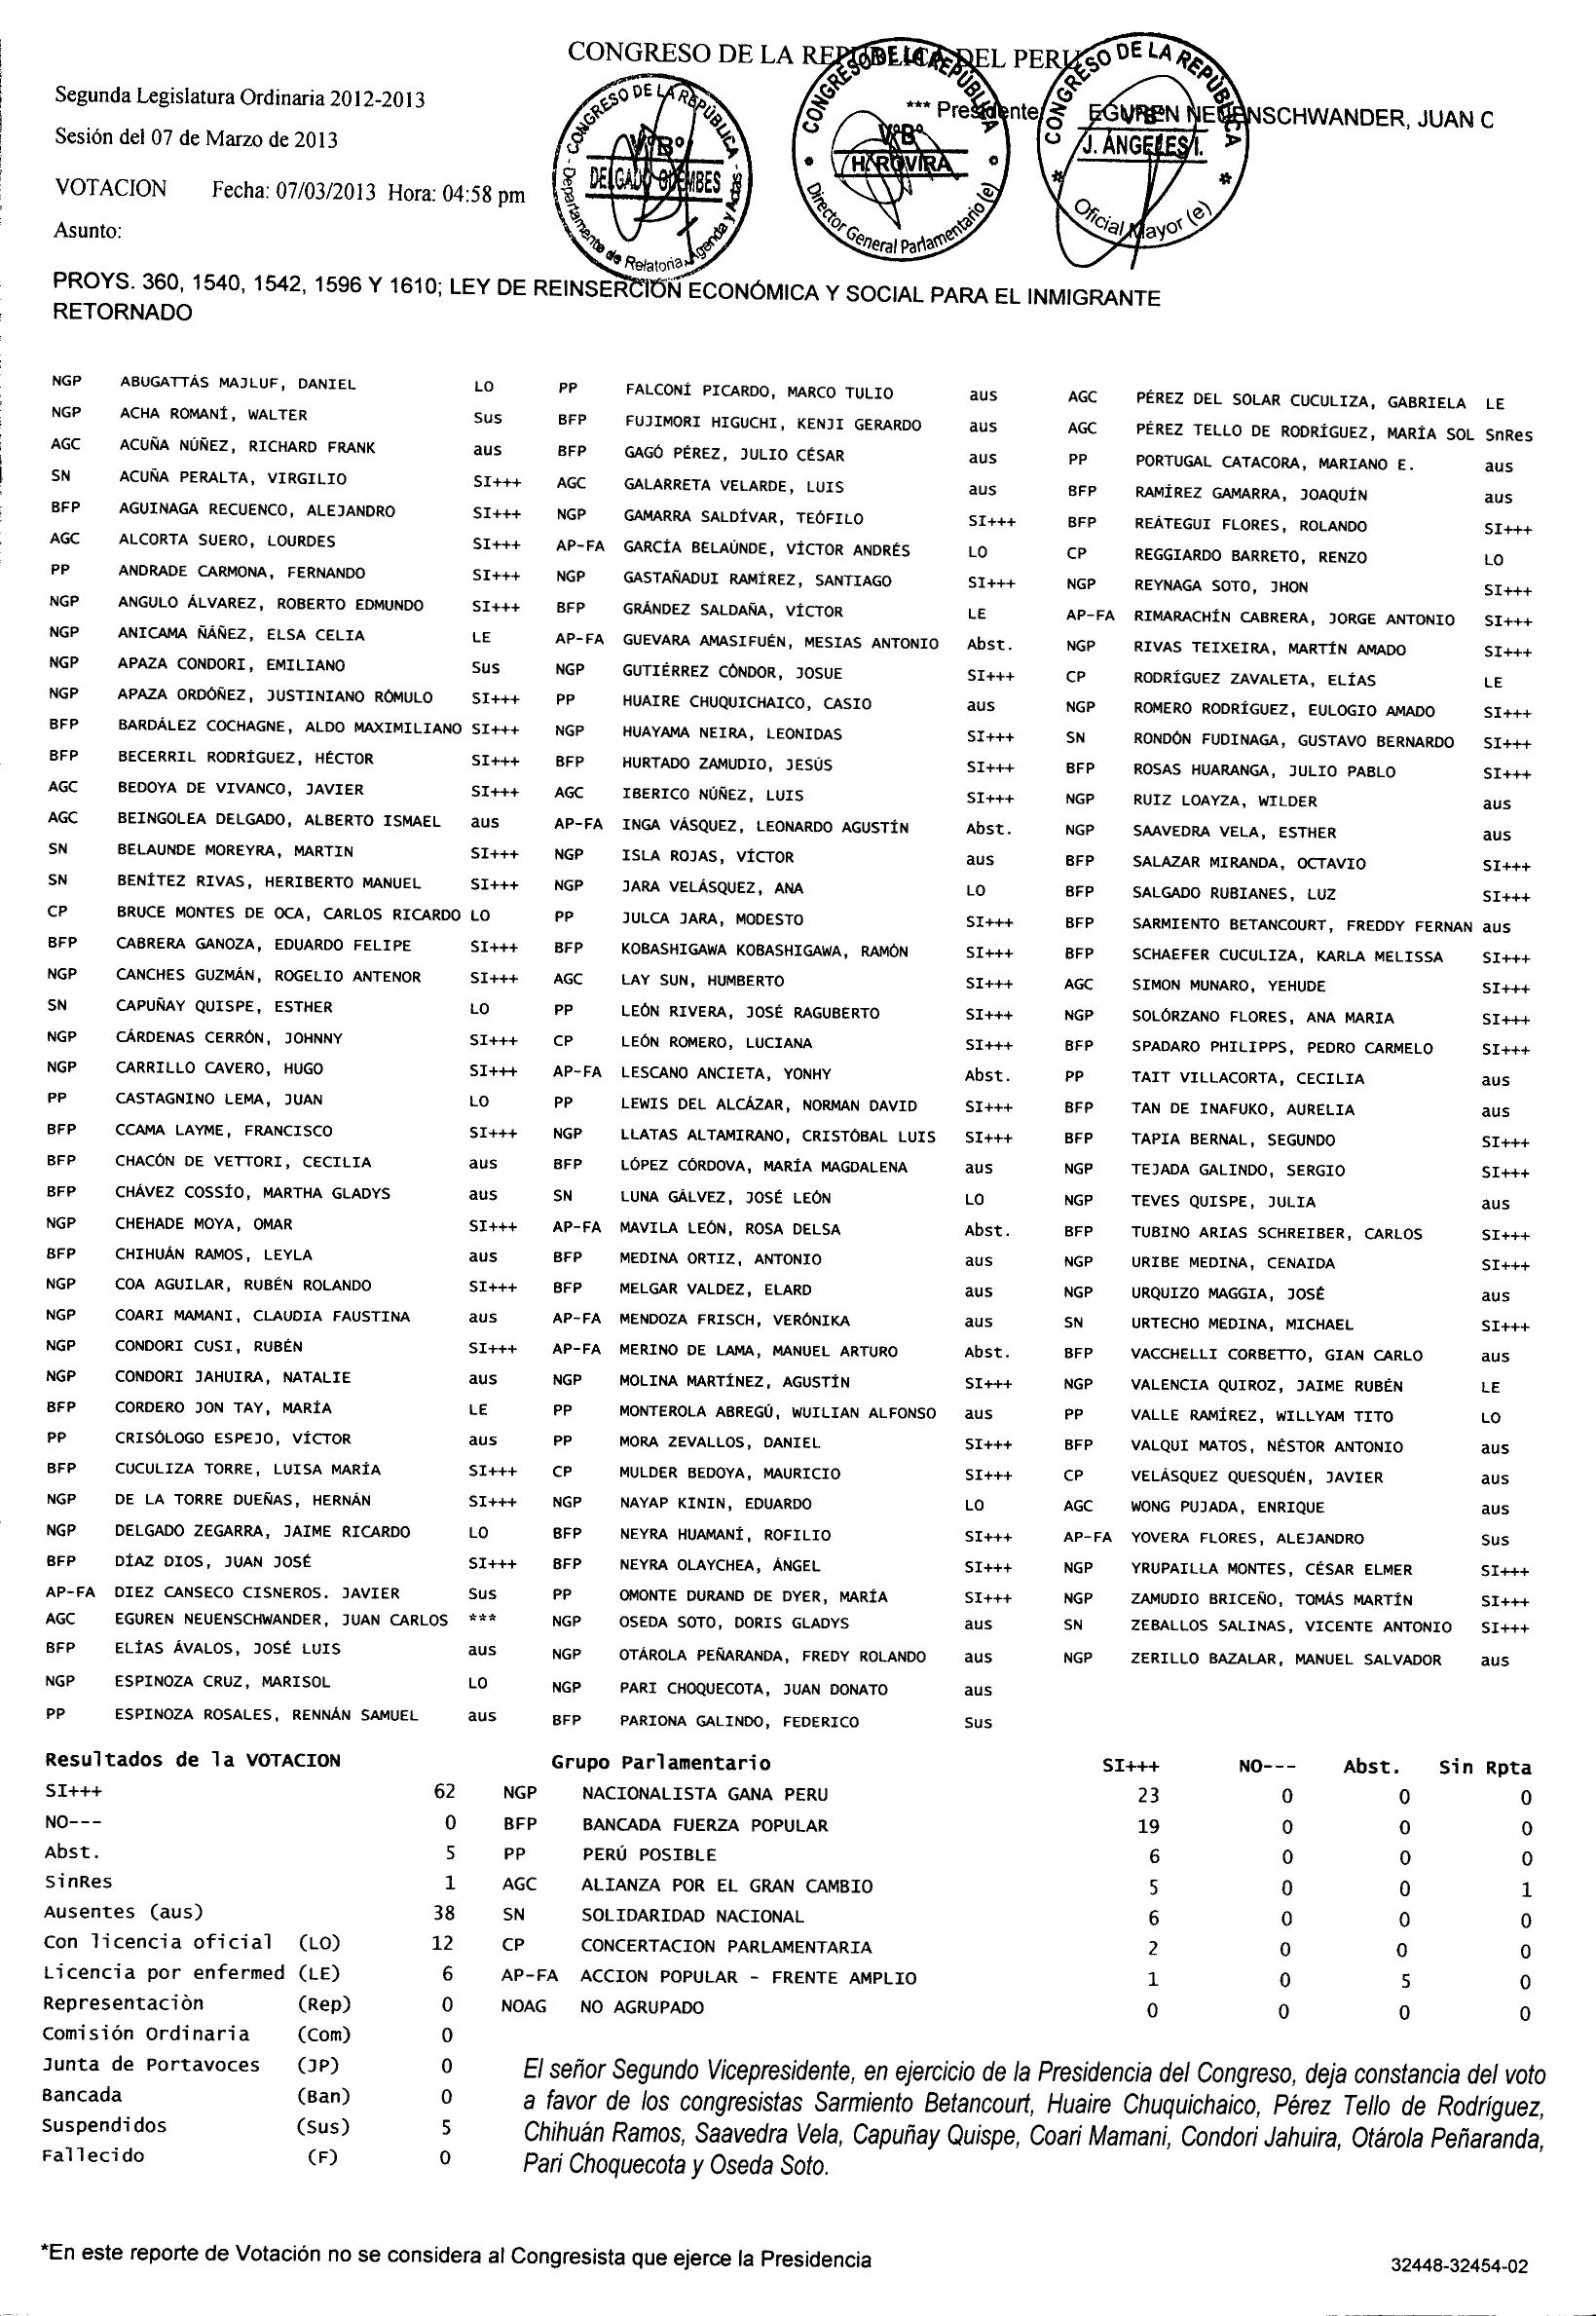 CONGRESO DE LA REPÚBLICA DEL PERU
Segunda Legislatura Ordinaria 2012-2013
*** Presidente: EGUREN NEUENSCHWANDER, JUAN C
Sesión del 07 de Marzo de 2013
VOTACION Fecha: 07/03/2013 Hora: 04:58 pm
Asunto:
CONGRESO DE LA REPÚBLICA - VºBº DELGADO GUEMBES - Departamento de Relatoria, Agenda y Actas
CONGRESO DE LA REPÚBLICA VºBº H. ROVIRA Director General Parlamentario (e)
CONGRESO DE LA REPÚBLICA VºBº J. ÁNGELES I. Oficial Mayor (e)
PROYS. 360, 1540, 1542, 1596 Y 1610; LEY DE REINSERCIÓN ECONÓMICA Y SOCIAL PARA EL INMIGRANTE
RETORNADO
NGP ABUGATTÁS MAJLUF, DANIEL LO
NGP ACHA ROMANÍ, WALTER Sus
AGC ACUÑA NÚÑEZ, RICHARD FRANK aus
SN ACUÑA PERALTA, VIRGILIO SI+++
BFP AGUINAGA RECUENCO, ALEJANDRO SI+++
AGC ALCORTA SUERO, LOURDES SI+++
PP ANDRADE CARMONA, FERNANDO SI+++
NGP ANGULO ÁLVAREZ, ROBERTO EDMUNDO SI+++
NGP ANICAMA ÑÁÑEZ, ELSA CELIA LE
NGP APAZA CONDORI, EMILIANO Sus
NGP APAZA ORDÓÑEZ, JUSTINIANO RÓMULO SI+++
BFP BARDÁLEZ COCHAGNE, ALDO MAXIMILIANO SI+++
BFP BECERRIL RODRÍGUEZ, HÉCTOR SI+++
AGC BEDOYA DE VIVANCO, JAVIER SI+++
AGC BEINGOLEA DELGADO, ALBERTO ISMAEL aus
SN BELAUNDE MOREYRA, MARTIN SI+++
SN BENÍTEZ RIVAS, HERIBERTO MANUEL SI+++
CP BRUCE MONTES DE OCA, CARLOS RICARDO LO
BFP CABRERA GANOZA, EDUARDO FELIPE SI+++
NGP CANCHES GUZMÁN, ROGELIO ANTENOR SI+++
SN CAPUÑAY QUISPE, ESTHER LO
NGP CÁRDENAS CERRÓN, JOHNNY SI+++
NGP CARRILLO CAVERO, HUGO SI+++
PP CASTAGNINO LEMA, JUAN LO
BFP CCAMA LAYME, FRANCISCO SI+++
BFP CHACÓN DE VETTORI, CECILIA aus
BFP CHÁVEZ COSSÍO, MARTHA GLADYS aus
NGP CHEHADE MOYA, OMAR SI+++
BFP CHIHUÁN RAMOS, LEYLA aus
NGP COA AGUILAR, RUBÉN ROLANDO SI+++
NGP COARI MAMANI, CLAUDIA FAUSTINA aus
NGP CONDORI CUSI, RUBÉN SI+++
NGP CONDORI JAHUIRA, NATALIE aus
BFP CORDERO JON TAY, MARÍA LE
PP CRISÓLOGO ESPEJO, VÍCTOR aus
BFP CUCULIZA TORRE, LUISA MARÍA SI+++
NGP DE LA TORRE DUEÑAS, HERNÁN SI+++
NGP DELGADO ZEGARRA, JAIME RICARDO LO
BFP DÍAZ DIOS, JUAN JOSÉ SI+++
AP-FA DIEZ CANSECO CISNEROS. JAVIER Sus
AGC EGUREN NEUENSCHWANDER, JUAN CARLOS ***
BFP ELÍAS ÁVALOS, JOSÉ LUIS aus
NGP ESPINOZA CRUZ, MARISOL LO
PP ESPINOZA ROSALES, RENNÁN SAMUEL aus
PP FALCONÍ PICARDO, MARCO TULIO aus
BFP FUJIMORI HIGUCHI, KENJI GERARDO aus
BFP GAGÓ PÉREZ, JULIO CÉSAR aus
AGC GALARRETA VELARDE, LUIS aus
NGP GAMARRA SALDÍVAR, TEÓFILO SI+++
AP-FA GARCÍA BELAÚNDE, VÍCTOR ANDRÉS LO
NGP GASTAÑADUI RAMÍREZ, SANTIAGO SI+++
BFP GRÁNDEZ SALDAÑA, VÍCTOR LE
AP-FA GUEVARA AMASIFUÉN, MESIAS ANTONIO Abst.
NGP GUTIÉRREZ CÓNDOR, JOSUE SI+++
PP HUAIRE CHUQUICHAICO, CASIO aus
NGP HUAYAMA NEIRA, LEONIDAS SI+++
BFP HURTADO ZAMUDIO, JESÚS SI+++
AGC IBERICO NÚÑEZ, LUIS SI+++
AP-FA INGA VÁSQUEZ, LEONARDO AGUSTÍN Abst.
NGP ISLA ROJAS, VÍCTOR aus
NGP JARA VELÁSQUEZ, ANA LO
PP JULCA JARA, MODESTO SI+++
BFP KOBASHIGAWA KOBASHIGAWA, RAMÓN SI+++
AGC LAY SUN, HUMBERTO SI+++
PP LEÓN RIVERA, JOSÉ RAGUBERTO SI+++
CP LEÓN ROMERO, LUCIANA SI+++
AP-FA LESCANO ANCIETA, YONHY Abst.
PP LEWIS DEL ALCÁZAR, NORMAN DAVID SI+++
NGP LLATAS ALTAMIRANO, CRISTÓBAL LUIS SI+++
BFP LÓPEZ CÓRDOVA, MARÍA MAGDALENA aus
SN LUNA GÁLVEZ, JOSÉ LEÓN LO
AP-FA MAVILA LEÓN, ROSA DELSA Abst.
BFP MEDINA ORTIZ, ANTONIO aus
BFP MELGAR VALDEZ, ELARD aus
AP-FA MENDOZA FRISCH, VERÓNIKA aus
AP-FA MERINO DE LAMA, MANUEL ARTURO Abst.
NGP MOLINA MARTÍNEZ, AGUSTÍN SI+++
PP MONTEROLA ABREGÚ, WUILIAN ALFONSO aus
PP MORA ZEVALLOS, DANIEL SI+++
CP MULDER BEDOYA, MAURICIO SI+++
NGP NAYAP KININ, EDUARDO LO
BFP NEYRA HUAMANÍ, ROFILIO SI+++
BFP NEYRA OLAYCHEA, ÁNGEL SI+++
PP OMONTE DURAND DE DYER, MARÍA SI+++
NGP OSEDA SOTO, DORIS GLADYS aus
NGP OTÁROLA PEÑARANDA, FREDY ROLANDO aus
NGP PARI CHOQUECOTA, JUAN DONATO aus
BFP PARIONA GALINDO, FEDERICO Sus
AGC PÉREZ DEL SOLAR CUCULIZA, GABRIELA LE
AGC PÉREZ TELLO DE RODRÍGUEZ, MARÍA SOL SnRes
PP PORTUGAL CATACORA, MARIANO E. aus
BFP RAMÍREZ GAMARRA, JOAQUÍN aus
BFP REÁTEGUI FLORES, ROLANDO SI+++
CP REGGIARDO BARRETO, RENZO LO
NGP REYNAGA SOTO, JHON SI+++
AP-FA RIMARACHÍN CABRERA, JORGE ANTONIO SI+++
NGP RIVAS TEIXEIRA, MARTÍN AMADO SI+++
CP RODRÍGUEZ ZAVALETA, ELÍAS LE
NGP ROMERO RODRÍGUEZ, EULOGIO AMADO SI+++
SN RONDÓN FUDINAGA, GUSTAVO BERNARDO SI+++
BFP ROSAS HUARANGA, JULIO PABLO SI+++
NGP RUIZ LOAYZA, WILDER aus
NGP SAAVEDRA VELA, ESTHER aus
BFP SALAZAR MIRANDA, OCTAVIO SI+++
BFP SALGADO RUBIANES, LUZ SI+++
BFP SARMIENTO BETANCOURT, FREDDY FERNAN aus
BFP SCHAEFER CUCULIZA, KARLA MELISSA SI+++
AGC SIMON MUNARO, YEHUDE SI+++
NGP SOLÓRZANO FLORES, ANA MARIA SI+++
BFP SPADARO PHILIPPS, PEDRO CARMELO SI+++
PP TAIT VILLACORTA, CECILIA aus
BFP TAN DE INAFUKO, AURELIA aus
BFP TAPIA BERNAL, SEGUNDO SI+++
NGP TEJADA GALINDO, SERGIO SI+++
NGP TEVES QUISPE, JULIA aus
BFP TUBINO ARIAS SCHREIBER, CARLOS SI+++
NGP URIBE MEDINA, CENAIDA SI+++
NGP URQUIZO MAGGIA, JOSÉ aus
SN URTECHO MEDINA, MICHAEL SI+++
BFP VACCHELLI CORBETTO, GIAN CARLO aus
NGP VALENCIA QUIROZ, JAIME RUBÉN LE
PP VALLE RAMÍREZ, WILLYAM TITO LO
BFP VALQUI MATOS, NÉSTOR ANTONIO aus
CP VELÁSQUEZ QUESQUÉN, JAVIER aus
AGC WONG PUJADA, ENRIQUE aus
AP-FA YOVERA FLORES, ALEJANDRO Sus
NGP YRUPAILLA MONTES, CÉSAR ELMER SI+++
NGP ZAMUDIO BRICEÑO, TOMÁS MARTÍN SI+++
SN ZEBALLOS SALINAS, VICENTE ANTONIO SI+++
NGP ZERILLO BAZALAR, MANUEL SALVADOR aus
Resultados de la VOTACION
SI+++ 62
NO--- 0
Abst. 5
SinRes 1
Ausentes (aus) 38
Con licencia oficial (LO) 12
Licencia por enfermed (LE) 6
Representaciòn (Rep) 0
Comisión Ordinaria (Com) 0
Junta de Portavoces (JP) 0
Bancada (Ban) 0
Suspendidos (Sus) 5
Fallecido (F) 0
Grupo Parlamentario SI+++ NO--- Abst. Sin Rpta
NGP NACIONALISTA GANA PERU 23 0 0 0
BFP BANCADA FUERZA POPULAR 19 0 0 0
PP PERÚ POSIBLE 6 0 0 0
AGC ALIANZA POR EL GRAN CAMBIO 5 0 0 1
SN SOLIDARIDAD NACIONAL 6 0 0 0
CP CONCERTACION PARLAMENTARIA 2 0 0 0
AP-FA ACCION POPULAR - FRENTE AMPLIO 1 0 5 0
NOAG NO AGRUPADO 0 0 0 0
El señor Segundo Vicepresidente, en ejercicio de la Presidencia del Congreso, deja constancia del voto
a favor de los congresistas Sarmiento Betancourt, Huaire Chuquichaico, Pérez Tello de Rodríguez,
Chihuán Ramos, Saavedra Vela, Capuñay Quispe, Coari Mamani, Condori Jahuira, Otárola Peñaranda,
Pari Choquecota y Oseda Soto.
*En este reporte de Votación no se considera al Congresista que ejerce la Presidencia
32448-32454-02